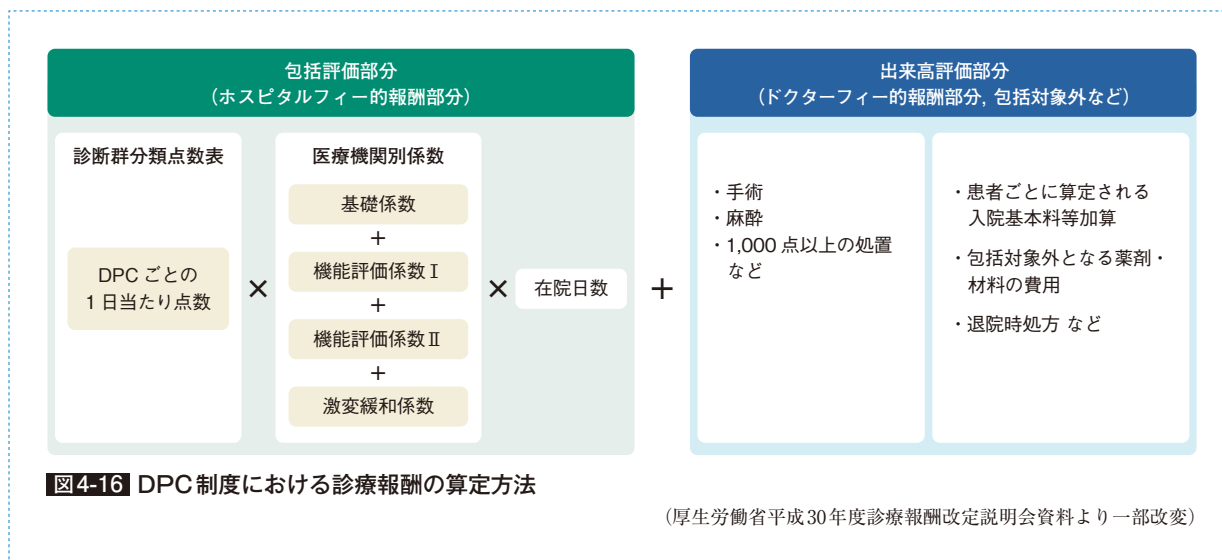 包括評価部分
(ホスピタルフィー的報酬部分)
診断群分類点数表
DPC ごとの
1 日当たり点数
×
医療機関別係数
基礎係数
+
機能評価係数Ⅰ
+
機能評価係数Ⅱ
+
激変緩和係数
×
在院日数
+
出来高評価部分
(ドクターフィー的報酬部分, 包括対象外など)
・手術
・麻酔
・1,000 点以上の処置
など
・患者ごとに算定される
入院基本料等加算
・包括対象外となる薬剤・
材料の費用
・退院時処方 など
図4-16 DPC制度における診療報酬の算定方法
(厚生労働省平成30年度診療報酬改定説明会資料より一部改変)